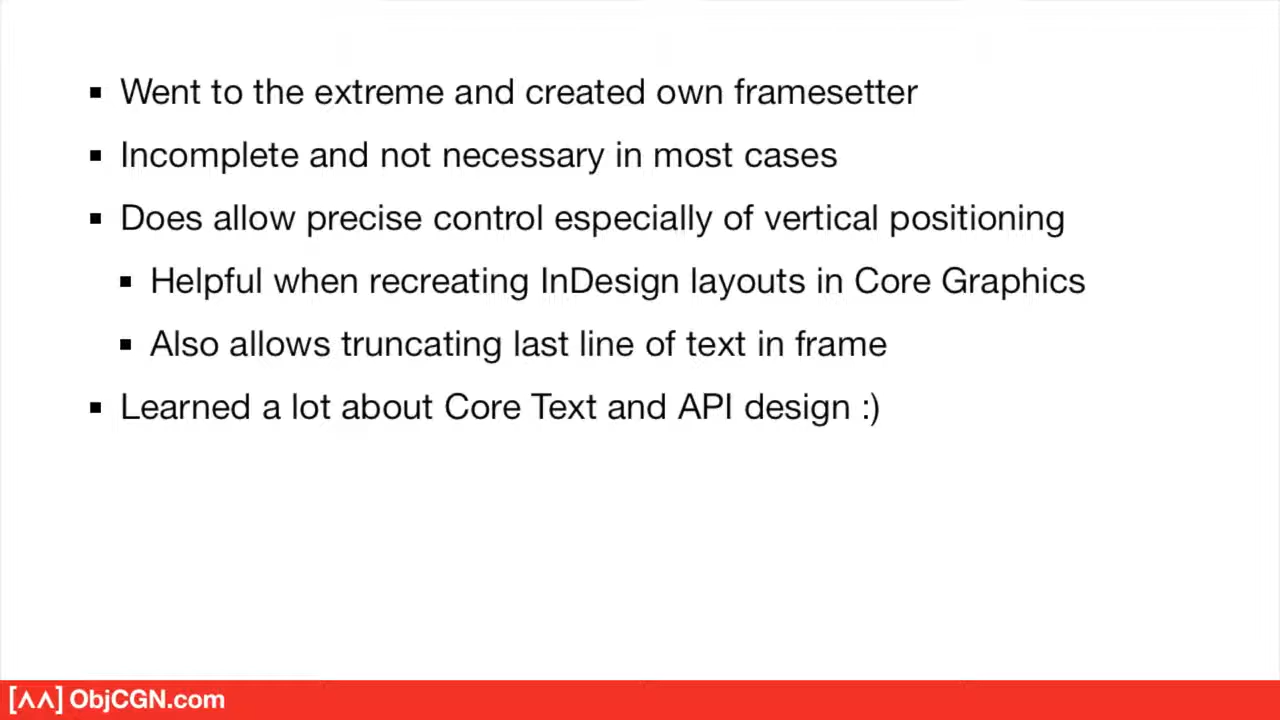 ▪ Went to the extreme and created own framesetter
▪ Incomplete and not necessary in most cases
▪ Does allow precise control especially of vertical positioning
▪ Helpful when recreating InDesign layouts in Core Graphics
▪ Also allows truncating last line of text in frame
▪ Learned a lot about Core Text and API design :)
[ʌʌ] ObjCGN.com